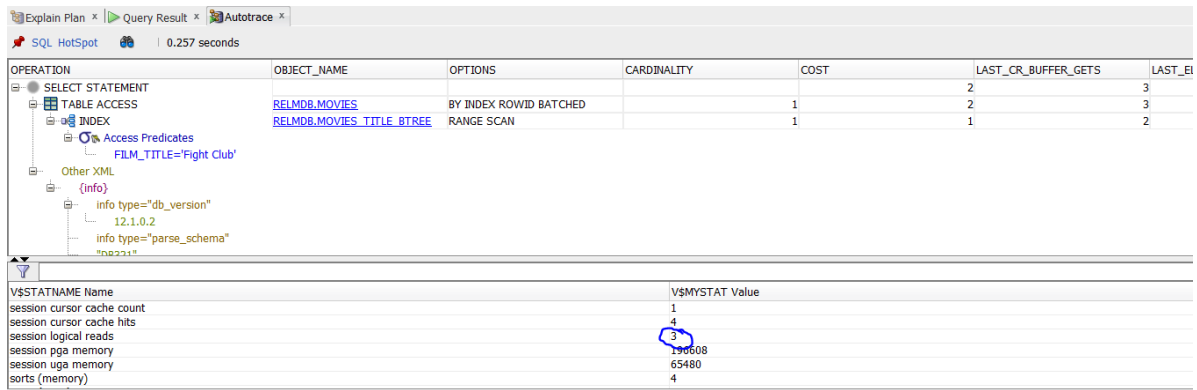 Explain Plan x Query Result x Autotrace x
SQL HotSpot 0.257 seconds
OPERATION OBJECT_NAME OPTIONS CARDINALITY COST LAST_CR_BUFFER_GETS LAST_EL
SELECT STATEMENT 2 3
TABLE ACCESS RELMDB.MOVIES BY INDEX ROWID BATCHED 1 2 3
INDEX RELMDB.MOVIES_TITLE_BTREE RANGE SCAN 1 1 2
Access Predicates
FILM_TITLE='Fight Club'
Other XML
{info}
info type="db_version"
12.1.0.2
info type="parse_schema"
"DB321"
V$STATNAME Name V$MYSTAT Value
session cursor cache count 1
session cursor cache hits 4
session logical reads 3
session pga memory 196608
session uga memory 65480
sorts (memory) 4